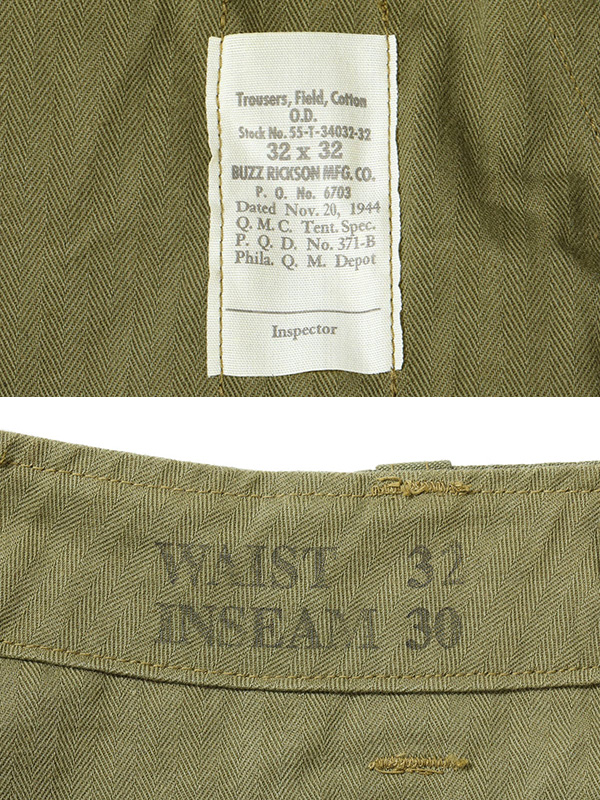 Trousers, Field, Cotton
O.D.
Stock No. 55-T-34032-32
32 x 32
BUZZ RICKSON MFG. CO.
P. O. No. 6703
Dated Nov. 20, 1944
Q. M. C. Tent. Spec.
P. Q. D. No. 371-B
Phila. Q. M. Depot
Inspector
WAIST 32
INSEAM 30